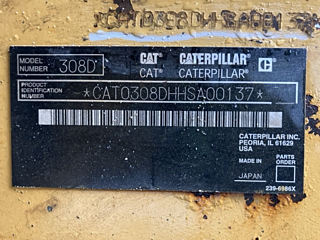 *CAT0308DHHSA00137*
MODEL NUMBER 308D
CAT CATERPILLAR C
CAT® CATERPILLAR®
PRODUCT IDENTIFICATION NUMBER *CAT0308DHHSA00137*
CATERPILLAR INC.
PEORIA, IL 61629
USA
MADE IN
PARTS ORDER
JAPAN
239-6986X